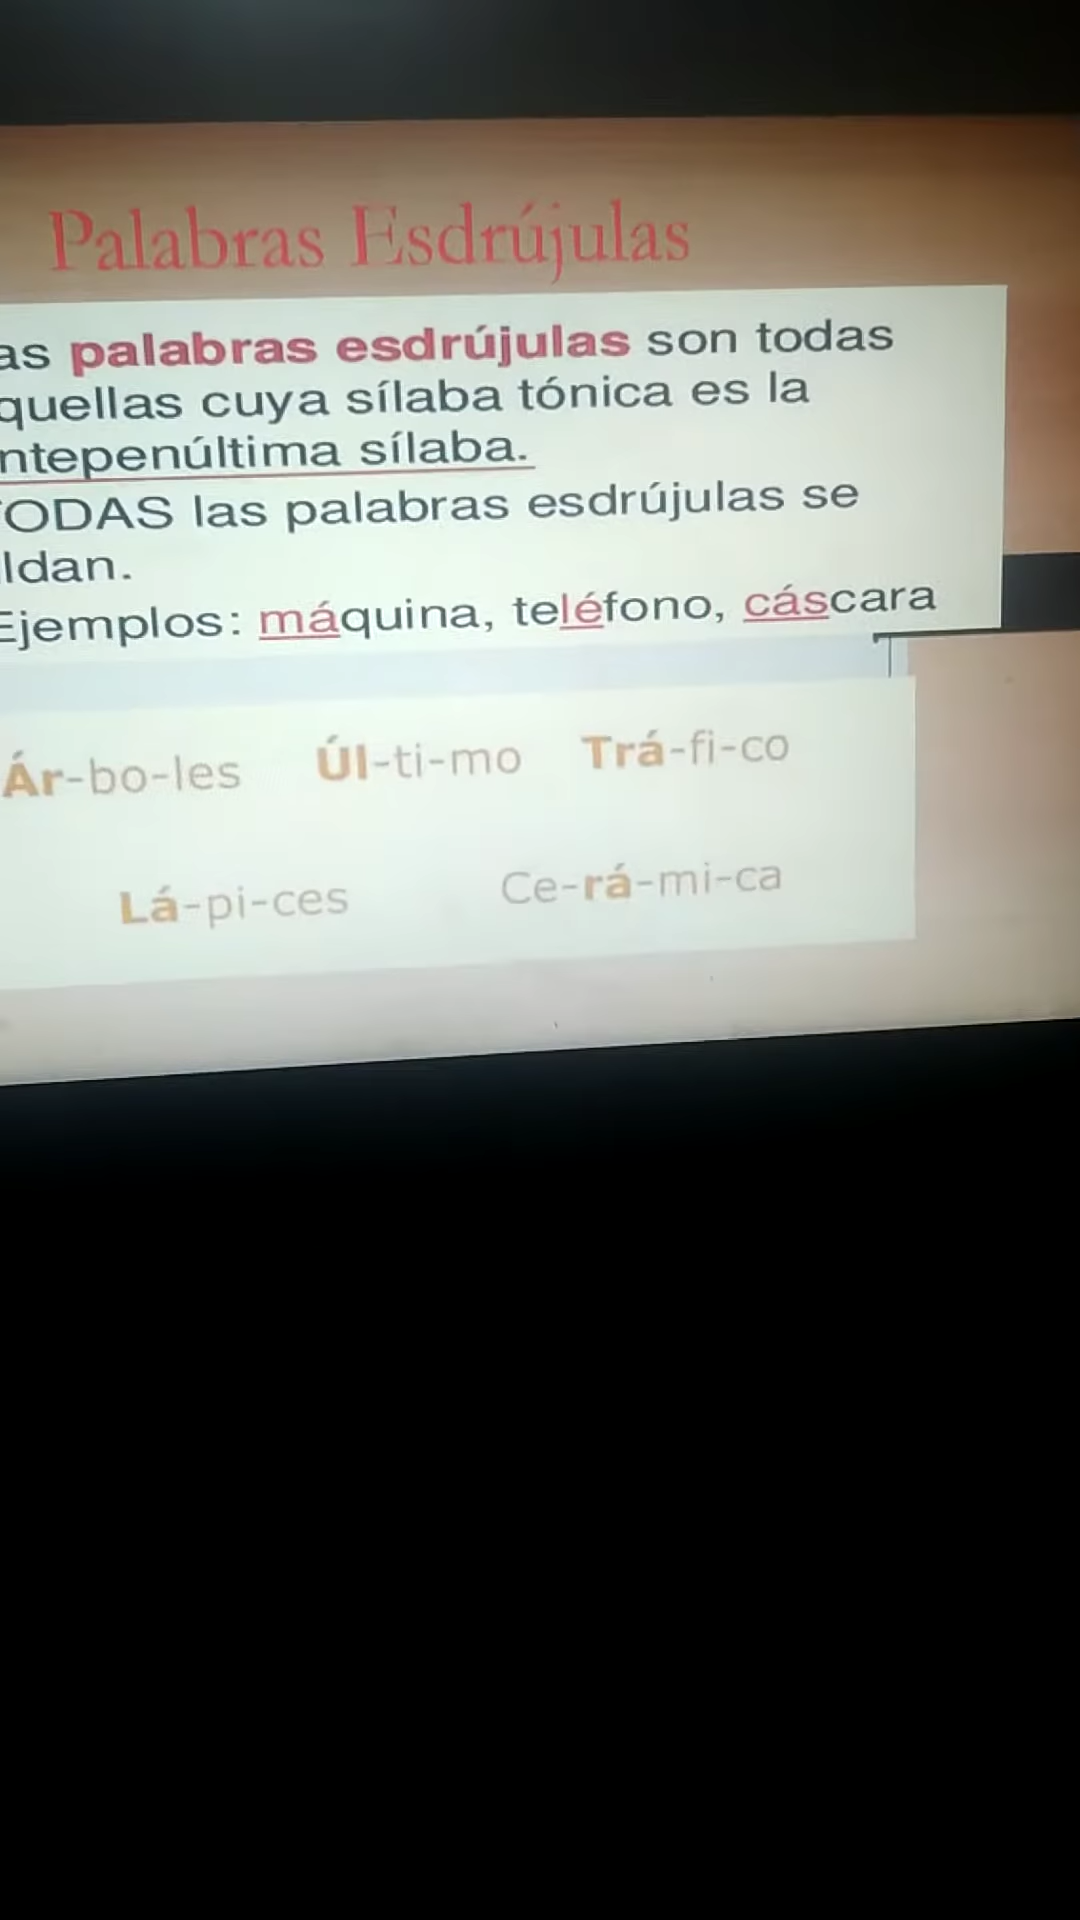 Palabras Esdrújulas
as palabras esdrújulas son todas
quellas cuya sílaba tónica es la
ntepenúltima sílaba.
TODAS las palabras esdrújulas se
ldan.
Ejemplos: máquina, teléfono, cáscara
Ár-bo-les Úl-ti-mo Trá-fi-co
Lá-pi-ces Ce-rá-mi-ca